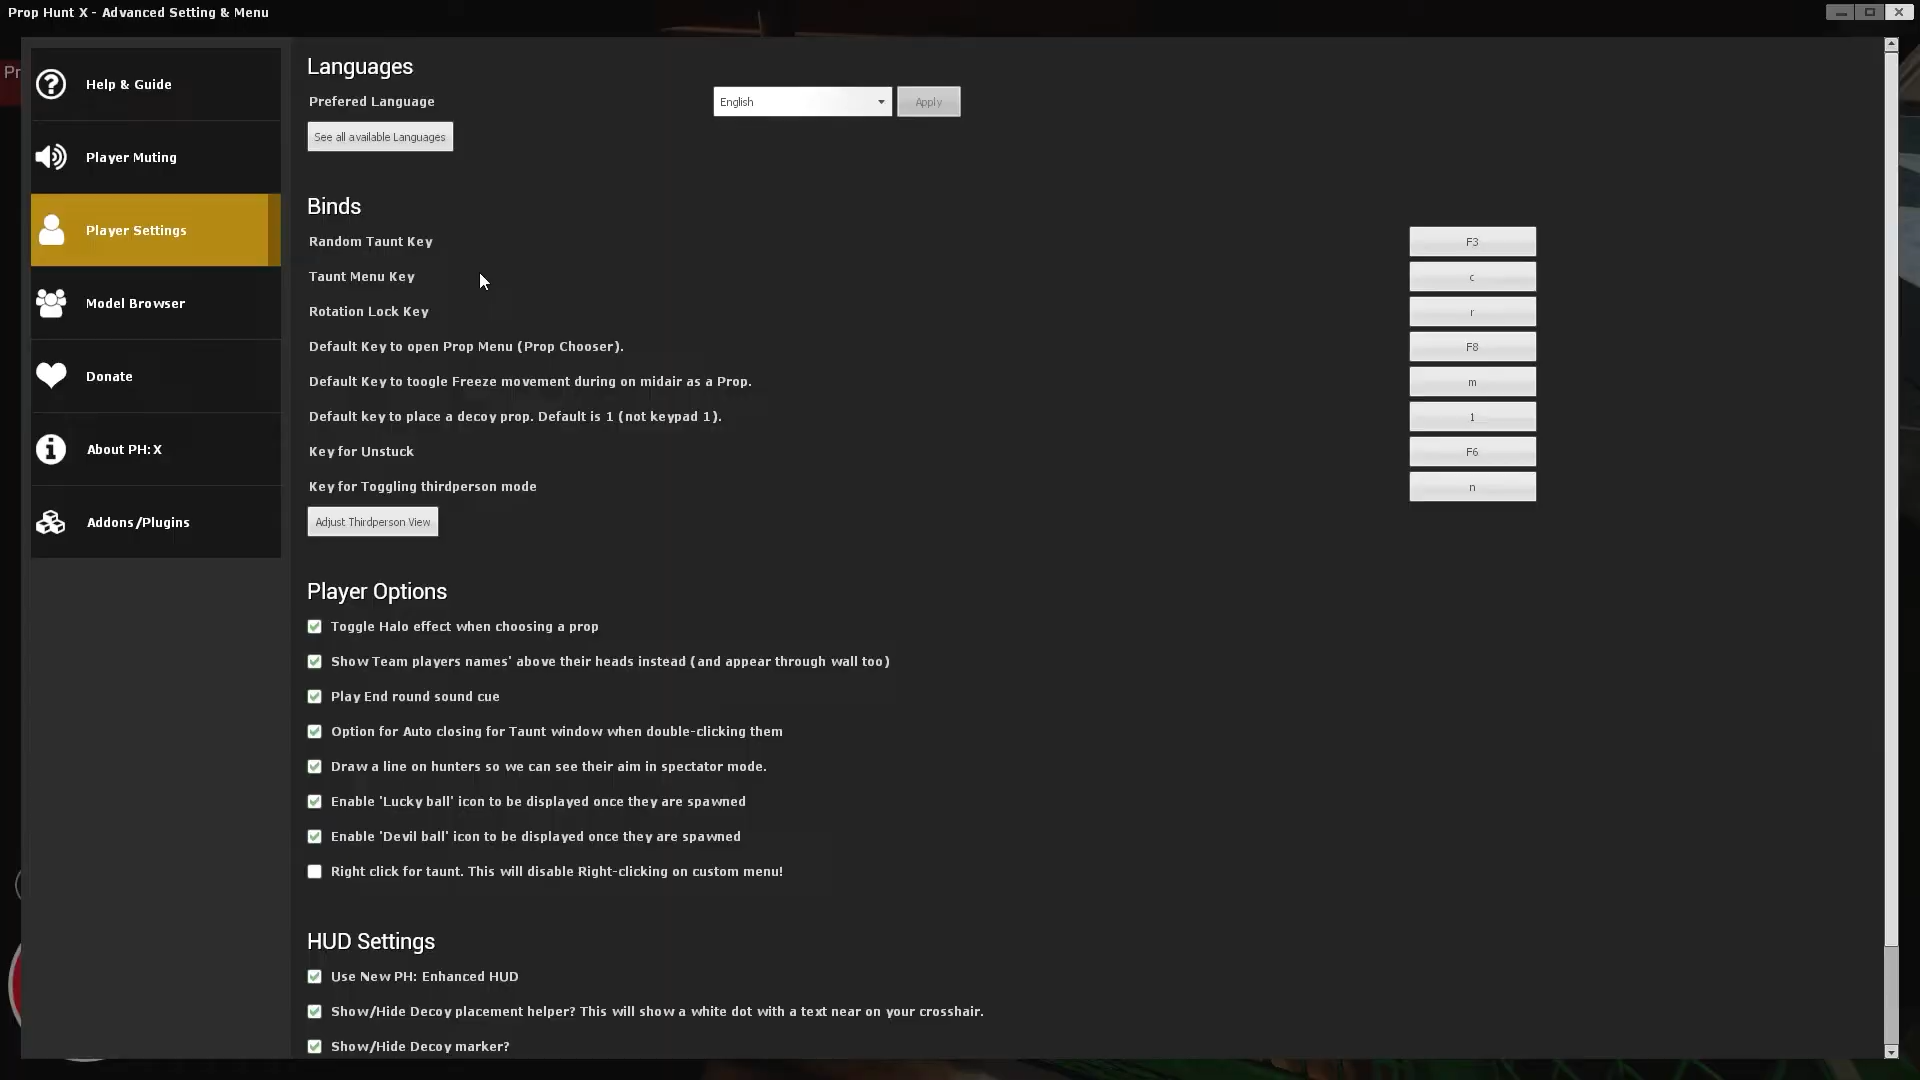 Prop Hunt X - Advanced Setting & Menu
Pr
Help & Guide
Player Muting
Player Settings
Model Browser
Donate
About PH:X
Addons/Plugins
Languages
Prefered Language English Apply
See all available Languages
Binds
Random Taunt Key F3
Taunt Menu Key c
Rotation Lock Key r
Default Key to open Prop Menu (Prop Chooser). F8
Default Key to toogle Freeze movement during on midair as a Prop. m
Default key to place a decoy prop. Default is 1 (not keypad 1). 1
Key for Unstuck F6
Key for Toggling thirdperson mode n
Adjust Thirdperson View
Player Options
Toggle Halo effect when choosing a prop
Show Team players names' above their heads instead (and appear through wall too)
Play End round sound cue
Option for Auto closing for Taunt window when double-clicking them
Draw a line on hunters so we can see their aim in spectator mode.
Enable 'Lucky ball' icon to be displayed once they are spawned
Enable 'Devil ball' icon to be displayed once they are spawned
Right click for taunt. This will disable Right-clicking on custom menu!
HUD Settings
Use New PH: Enhanced HUD
Show/Hide Decoy placement helper? This will show a white dot with a text near on your crosshair.
Show/Hide Decoy marker?